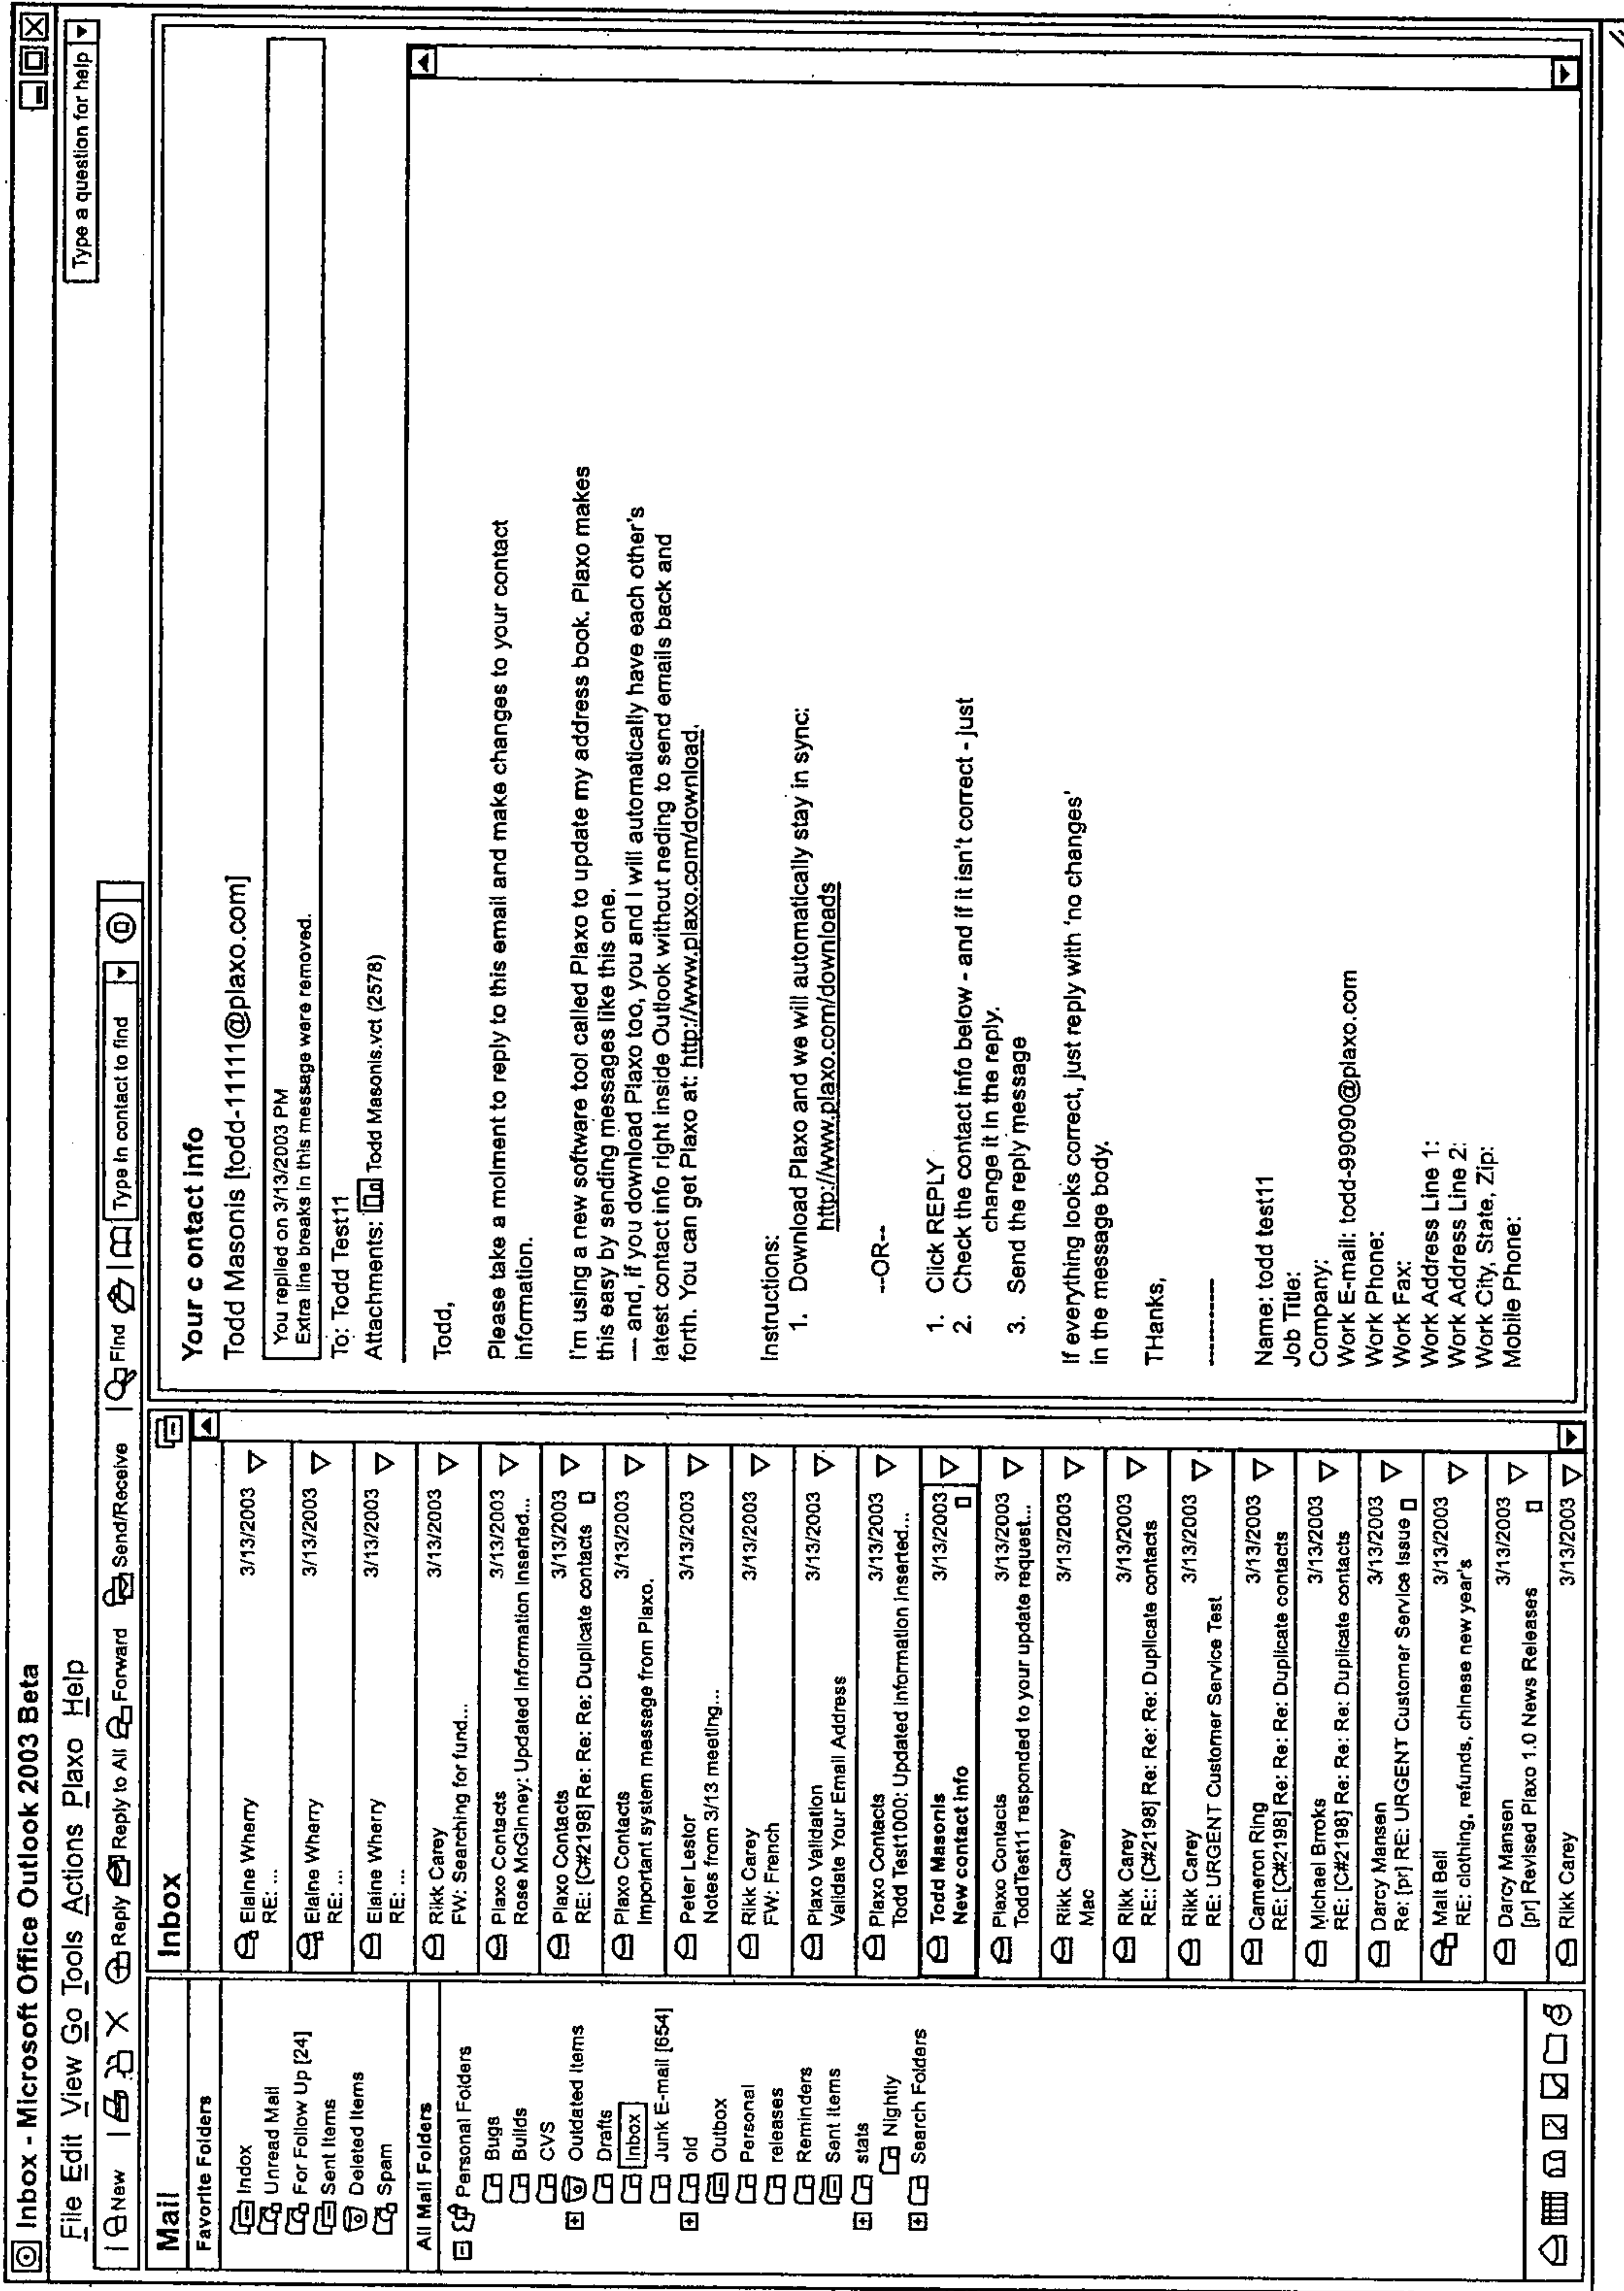 Inbox - Microsoft Office Outlook 2003 Beta
File Edit View Go Tools Actions Plaxo Help
Type a question for help
New Reply Reply to All Forward Send/Receive Find Type in contact to find
Mail
Favorite Folders
Indox
Unread Mail
For Follow Up [24]
Sent Items
Deleted Items
Spam
All Mail Folders
Personal Folders
Bugs
Builds
CVS
Outdated Items
Drafts
Inbox
Junk E-mail [654]
old
Outbox
Personal
releases
Reminders
Sent Items
stats
Nightly
Search Folders
Inbox
Elaine Wherry 3/13/2003
RE: ...
Elaine Wherry 3/13/2003
RE: ...
Elaine Wherry 3/13/2003
RE: ...
Rikk Carey 3/13/2003
FW: Searching for fund...
Plaxo Contacts 3/13/2003
Rose McGinney: Updated Information Inserted...
Plaxo Contacts 3/13/2003
RE: [C#2198] Re: Re: Re: Duplicate contacts
Plaxo Contacts 3/13/2003
Important system message from Plaxo.
Peter Lestor 3/13/2003
Notes from 3/13 meeting...
Rikk Carey 3/13/2003
FW: French
Plaxo Validation 3/13/2003
Validate Your Email Address
Plaxo Contacts 3/13/2003
Todd Test1000: Updated information inserted...
Todd Masonis 3/13/2003
New contact info
Plaxo Contacts 3/13/2003
ToddTest11 responded to your update request...
Rikk Carey 3/13/2003
Mac
Rikk Carey 3/13/2003
RE:: [C#2198] Re: Re: Re: Duplicate contacts
Rikk Carey 3/13/2003
RE: URGENT Customer Service Test
Cameron Ring 3/13/2003
RE: [C#2198] Re: Re: Re: Duplicate contacts
Michael Brroks 3/13/2003
RE: [C#2198] Re: Re: Re: Duplicate contacts
Darcy Mansen 3/13/2003
Re: [pr] RE: URGENT Customer Service Issue
Malt Bell 3/13/2003
RE: clothing, refunds, chinese new year's
Darcy Mansen 3/13/2003
[pr] Revised Plaxo 1.0 News Releases
Rikk Carey 3/13/2003
Your c ontact info
Todd Masonis [todd-11111@plaxo.com]
You replied on 3/13/2003 PM
Extra line breaks in this message were removed.
To: Todd Test11
Attachments: Todd Masonis.vct (2578)
Todd,
Please take a molment to reply to this email and make changes to your contact
information.
I'm using a new software tool called Plaxo to update my address book. Plaxo makes
this easy by sending messages like this one.
— and, if you download Plaxo too, you and I will automatically have each other's
latest contact info right inside Outlook without neding to send emails back and
forth. You can get Plaxo at: http://www.plaxo.com/download.
Instructions:
1. Download Plaxo and we will automatically stay in sync:
http://www.plaxo.com/downloads
--OR--
1. Click REPLY
2. Check the contact info below - and if it isn't correct - just
change it in the reply.
3. Send the reply message
If everything looks correct, just reply with 'no changes'
in the message body.
THanks,
-----------
Name: todd test11
Job Title:
Company:
Work E-mail: todd-99090@plaxo.com
Work Phone:
Work Fax:
Work Address Line 1:
Work Address Line 2:
Work City, State, Zip:
Mobile Phone: